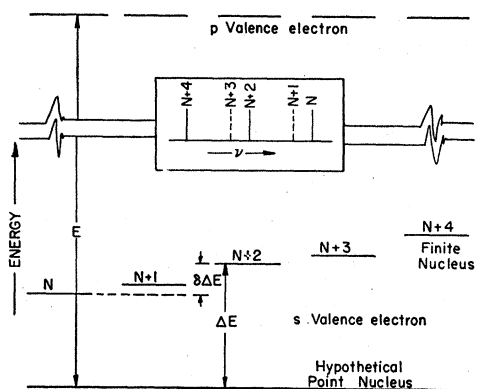 p Valence electron
N+4
N+3
N+2
N+1
N
ν
ENERGY
E
N
N+1
δΔE
N+2
N+3
N+4
Finite
Nucleus
ΔE
s Valence electron
Hypothetical
Point Nucleus